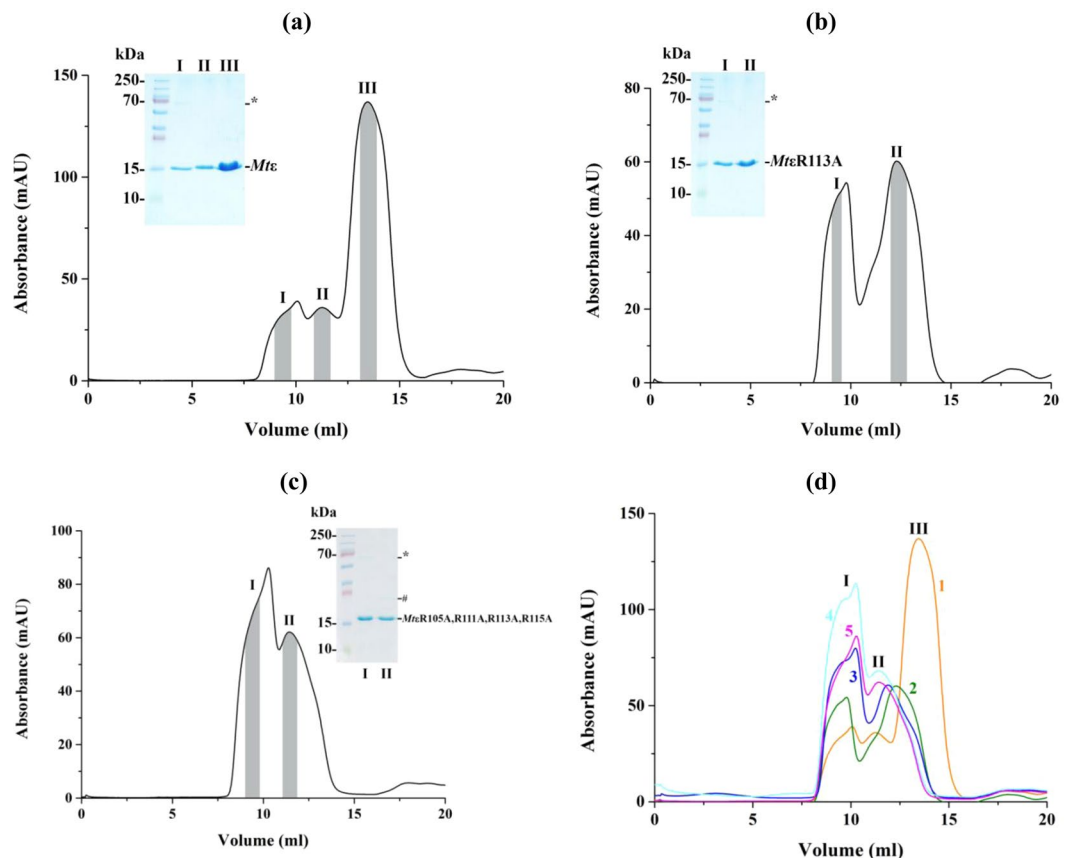 (a)
kDa
I II III
250-
70-
-*
15-
-Mtε
10-
I
II
III
150
100
50
0
Absorbance (mAU)
0 5 10 15 20
Volume (ml)
(b)
kDa
I II
250-
70-
-*
15-
-MtεR113A
10-
I
II
80
60
40
20
0
Absorbance (mAU)
0 5 10 15 20
Volume (ml)
(c)
kDa
250-
70-
-*
-#
15-
-MtεR105A,R111A,R113A,R115A
10-
I II
I
II
100
80
60
40
20
0
Absorbance (mAU)
0 5 10 15 20
Volume (ml)
(d)
III
I
II
1
2
3
4
5
150
100
50
0
Absorbance (mAU)
0 5 10 15 20
Volume (ml)